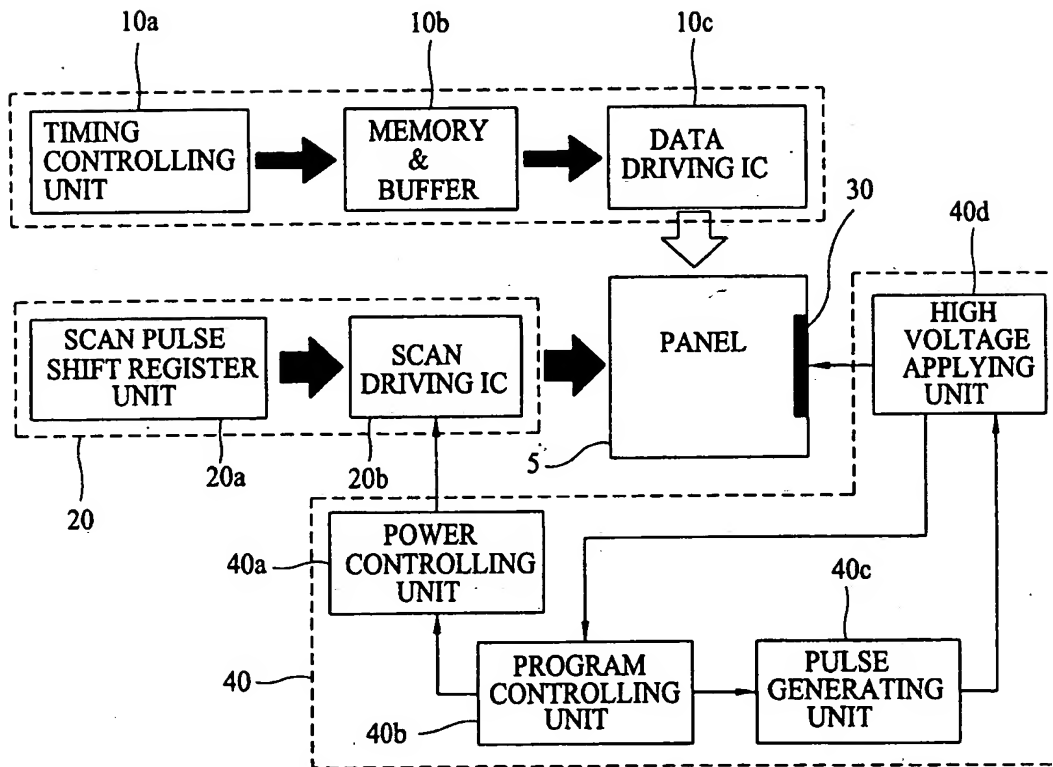 10a
10b
10c
TIMING
CONTROLLING
UNIT
MEMORY
&
BUFFER
DATA
DRIVING IC
30
40d
SCAN PULSE
SHIFT REGISTER
UNIT
SCAN
DRIVING IC
PANEL
HIGH
VOLTAGE
APPLYING
UNIT
20
20a
20b
5
POWER
CONTROLLING
UNIT
40a
40c
40
PROGRAM
CONTROLLING
UNIT
PULSE
GENERATING
UNIT
40b